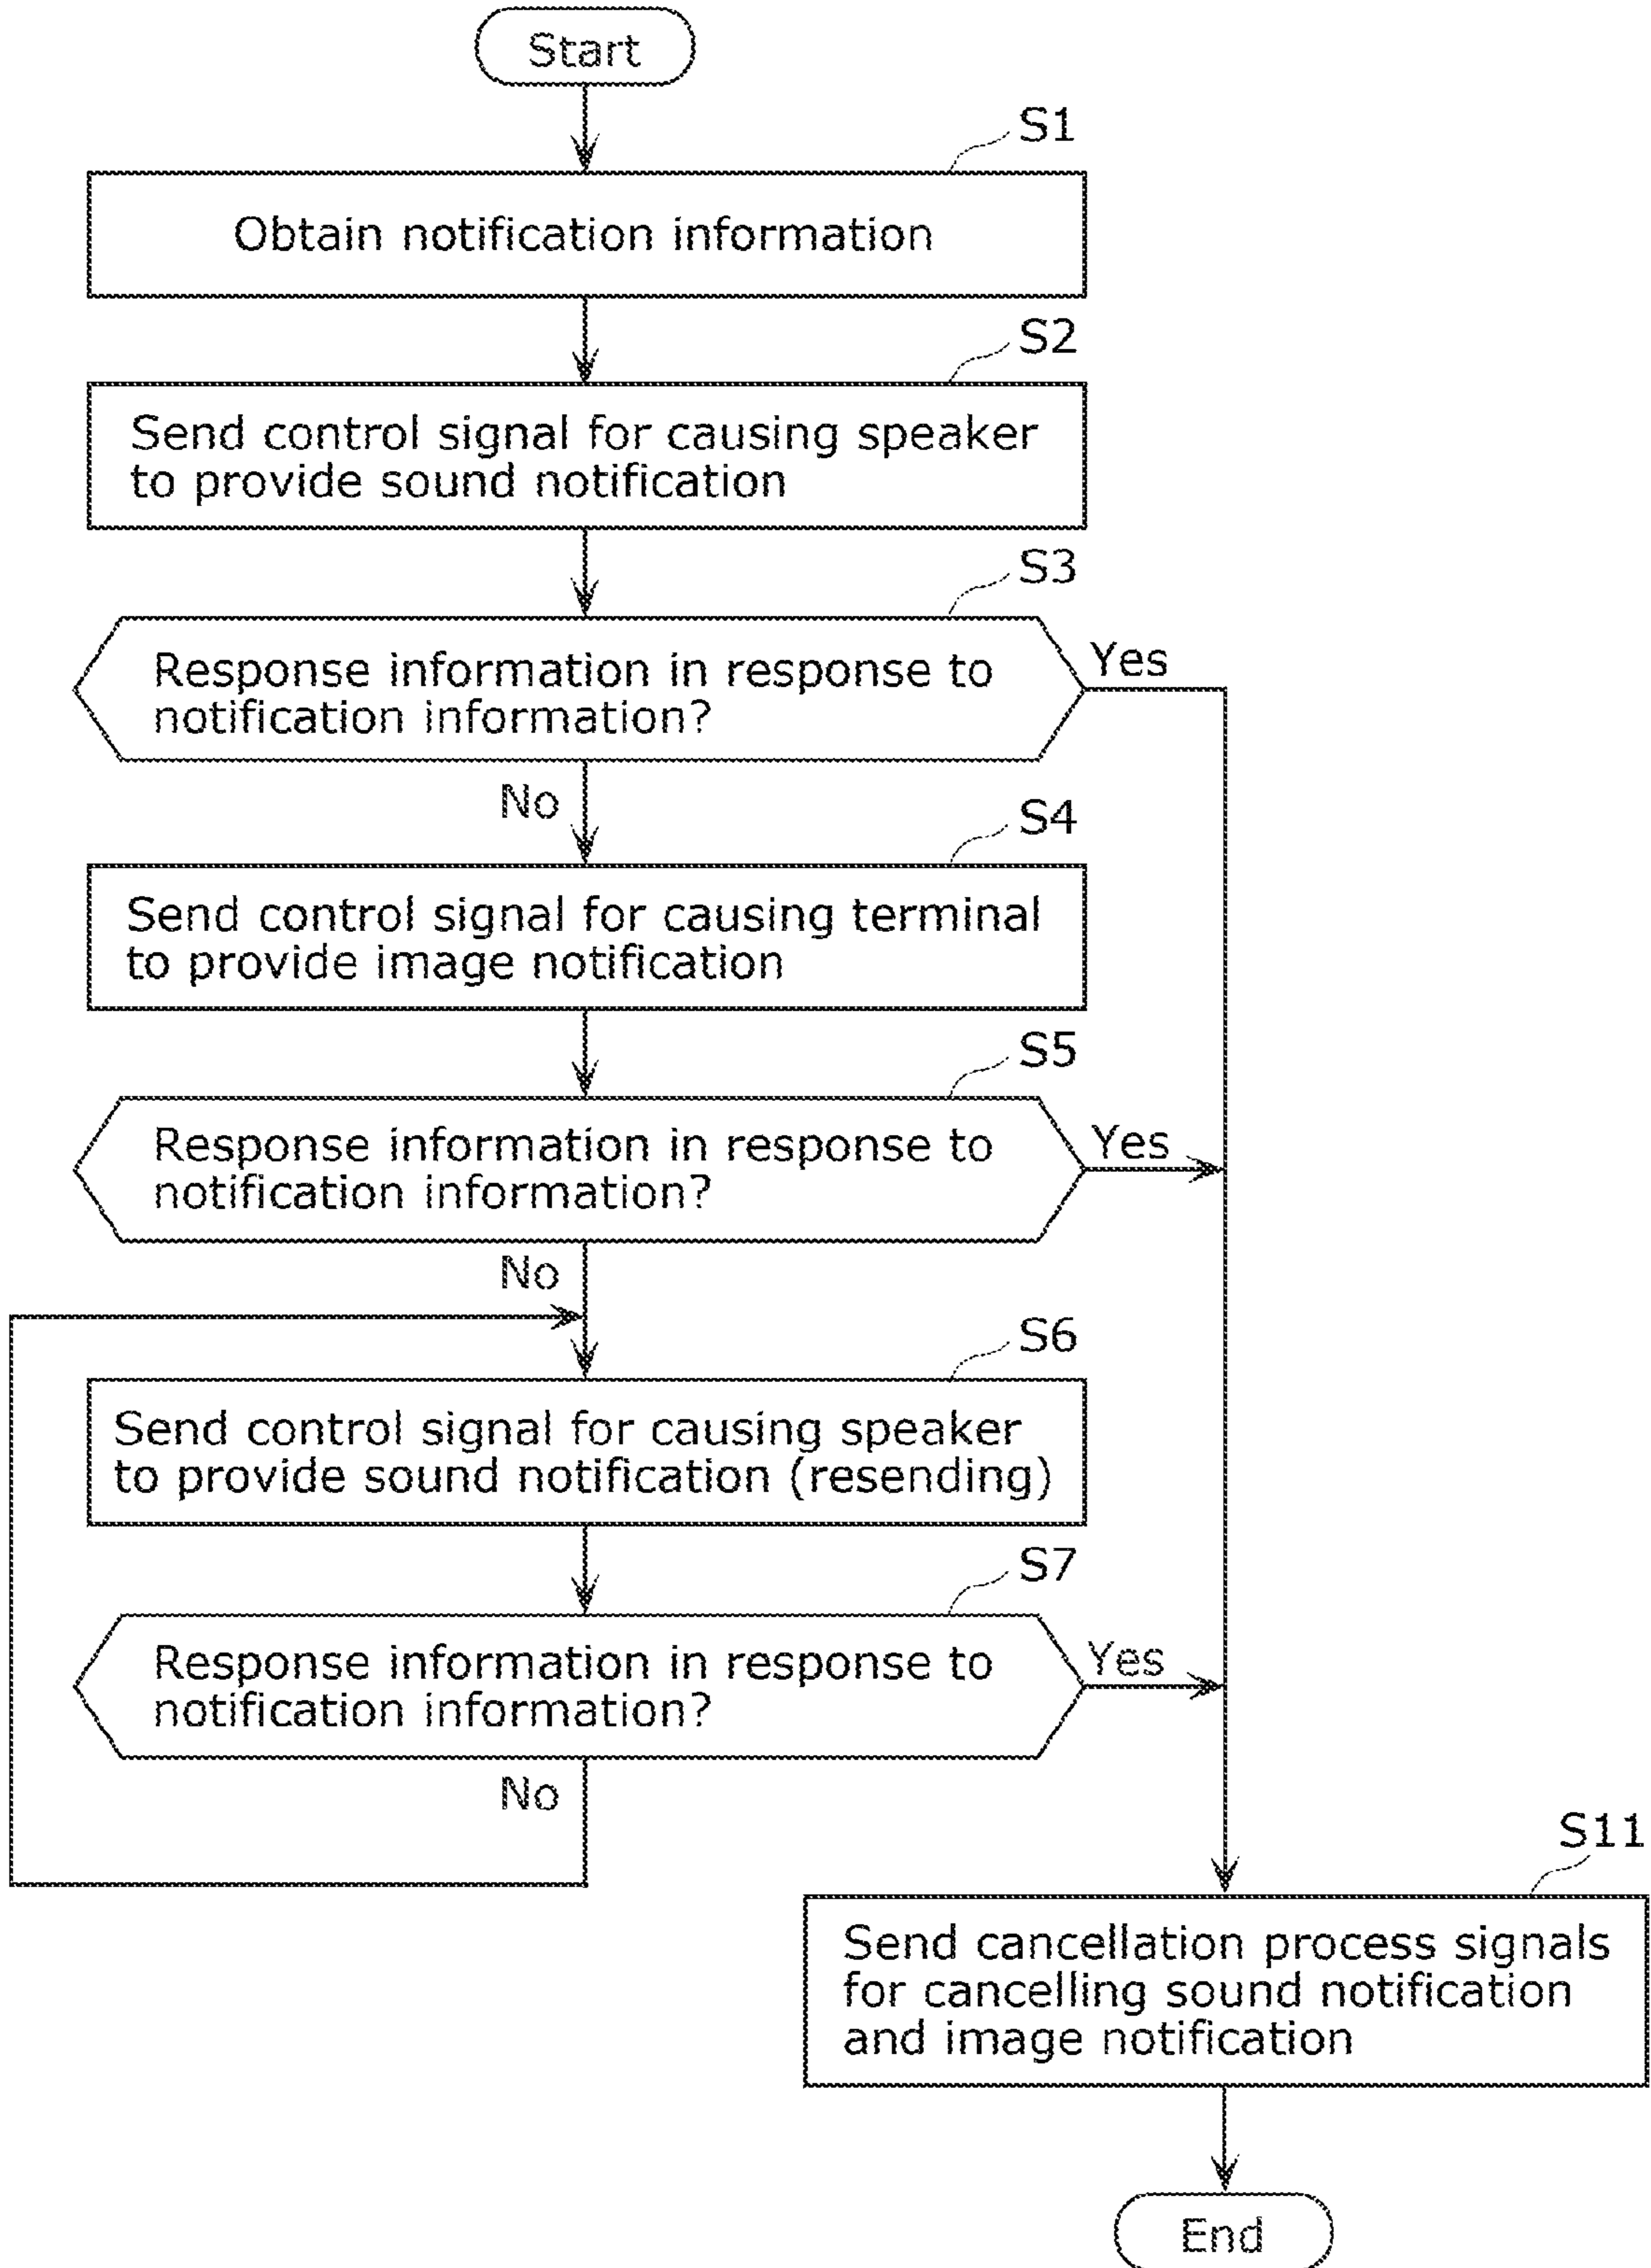 Start
S1
Obtain notification information
S2
Send control signal for causing speaker
to provide sound notification
S3
Response information in response to
notification information?
Yes
No
S4
Send control signal for causing terminal
to provide image notification
S5
Response information in response to
notification information?
Yes
No
S6
Send control signal for causing speaker
to provide sound notification (resending)
S7
Response information in response to
notification information?
Yes
No
S11
Send cancellation process signals
for cancelling sound notification
and image notification
End